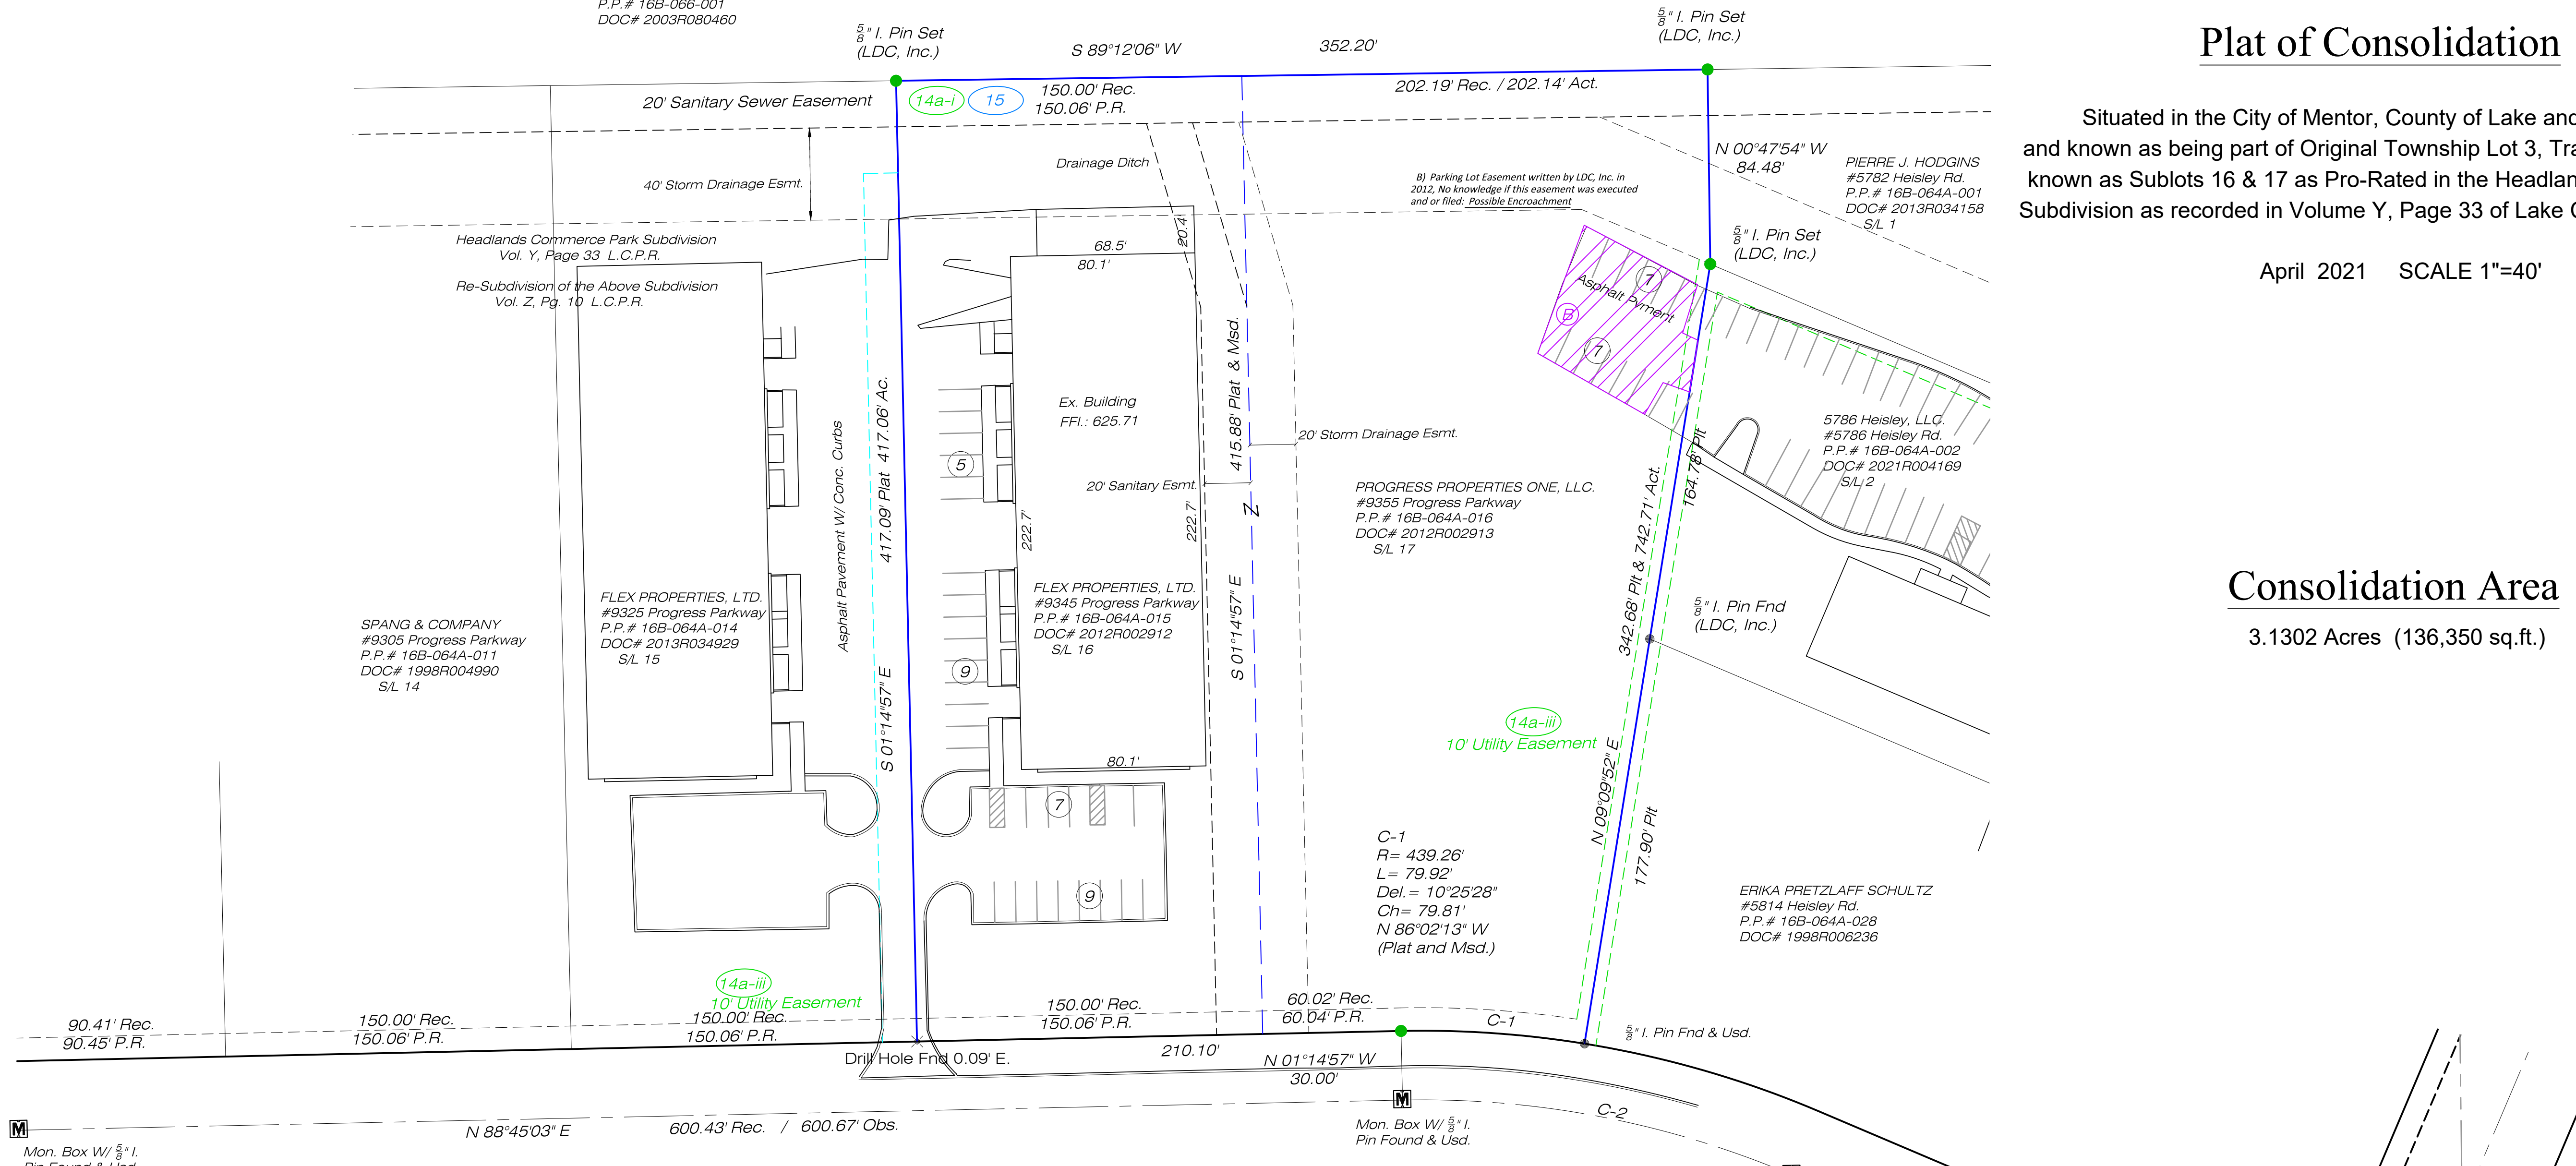 P.P.# 16B-066-001
DOC# 2003R080460
5/8" I. Pin Set
(LDC, Inc.)
S 89°12'06" W
352.20'
5/8" I. Pin Set
(LDC, Inc.)
Plat of Consolidation
20' Sanitary Sewer Easement
14a-i
15
150.00' Rec.
150.06' P.R.
202.19' Rec. / 202.14' Act.
Situated in the City of Mentor, County of Lake and
and known as being part of Original Township Lot 3,
known as Sublots 16 & 17 as Pro-Rated in the
Subdivision as recorded in Volume Y, Page 33 of Lake
April 2021 SCALE 1"=40'
40' Storm Drainage Esmt.
Drainage Ditch
B) Parking Lot Easement written by LDC, Inc. in
2012, No knowledge if this easement was executed
and or filed: Possible Encroachment
N 00°47'54" W
84.48'
PIERRE J. HODGINS
#5782 Heisley Rd.
P.P.# 16B-064A-001
DOC# 2013R034158
S/L 1
Headlands Commerce Park Subdivision
Vol. Y, Page 33 L.C.P.R.
Re-Subdivision of the Above Subdivision
Vol. Z, Pg. 10 L.C.P.R.
5/8" I. Pin Set
(LDC, Inc.)
68.5'
80.1'
20.4'
7
Asphalt Pvment
B
7
Ex. Building
FFl.: 625.71
5
Asphalt Pavement W/ Conc. Curbs
417.09' Plat 417.06' Ac.
S 01°14"57" E
415.88' Plat & Msd.
S 01°14"57" E
Z
20' Storm Drainage Esmt.
20' Sanitary Esmt.
222.7'
222.7'
PROGRESS PROPERTIES ONE, LLC.
#9355 Progress Parkway
P.P.# 16B-064A-016
DOC# 2012R002913
S/L 17
5786 Heisley, LLC.
#5786 Heisley Rd.
P.P.# 16B-064A-002
DOC# 2021R004169
S/L 2
342.68' Plt & 742.71' Act.
164.78' Plt
5/8" I. Pin Fnd
(LDC, Inc.)
Consolidation Area
3.1302 Acres (136,350 sq.ft.)
SPANG & COMPANY
#9305 Progress Parkway
P.P.# 16B-064A-011
DOC# 1998R004990
S/L 14
FLEX PROPERTIES, LTD.
#9325 Progress Parkway
P.P.# 16B-064A-014
DOC# 2013R034929
S/L 15
FLEX PROPERTIES, LTD.
#9345 Progress Parkway
P.P.# 16B-064A-015
DOC# 2012R002912
S/L 16
9
80.1'
7
9
14a-iii
10' Utility Easement
N 09°09"52" E
177.90' Plt
C-1
R= 439.26'
L= 79.92'
Del.= 10°25'28"
Ch= 79.81'
N 86°02'13" W
(Plat and Msd.)
ERIKA PRETZLAFF SCHULTZ
#5814 Heisley Rd.
P.P.# 16B-064A-028
DOC# 1998R006236
14a-iii
10' Utility Easement
90.41' Rec.
90.45' P.R.
150.00' Rec.
150.06' P.R.
150.00' Rec.
150.06' P.R.
150.00' Rec.
150.06' P.R.
60.02' Rec.
60.04' P.R.
C-1
5/8" I. Pin Fnd & Usd.
Drill Hole Fnd 0.09' E.
210.10'
N 01°14'57" W
30.00'
M
M
C-2
N 88°45'03" E
600.43' Rec. / 600.67' Obs.
Mon. Box W/ 5/8" I.
Pin Found & Usd.
Mon. Box W/ 5/8" I.
Pin Found & Usd.